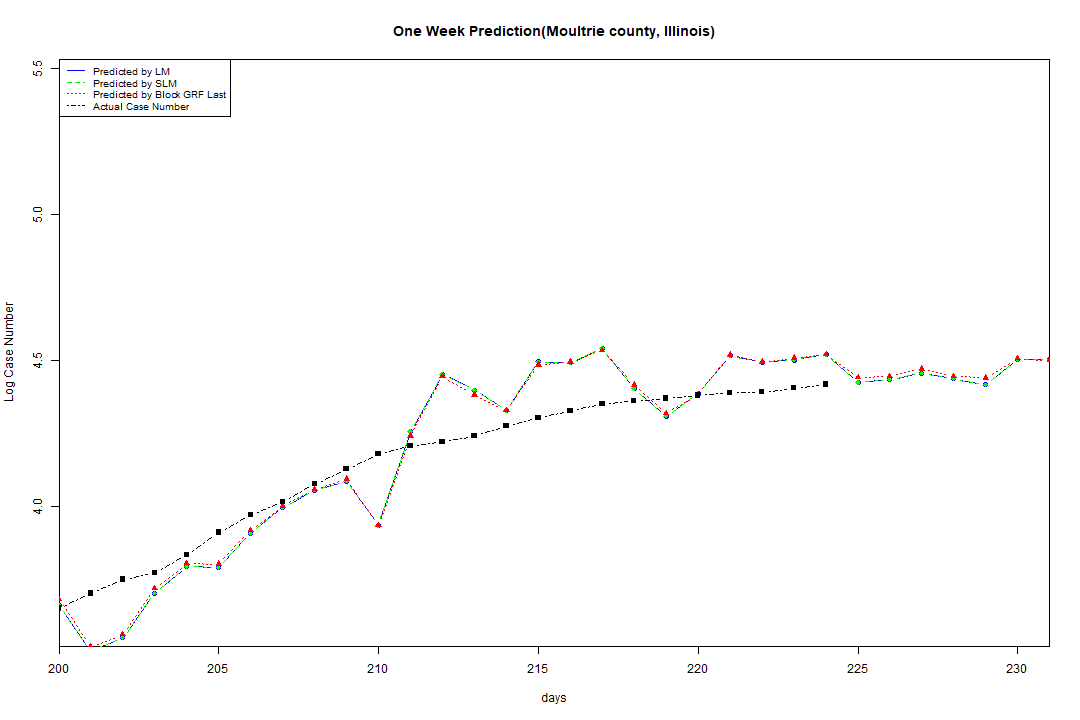 One Week Prediction(Moultrie county, Illinois)
Predicted by LM
Predicted by SLM
Predicted by Block GRF Last
Actual Case Number
5.5
5.0
4.5
4.0
Log Case Number
200 205 210 215 220 225 230
days